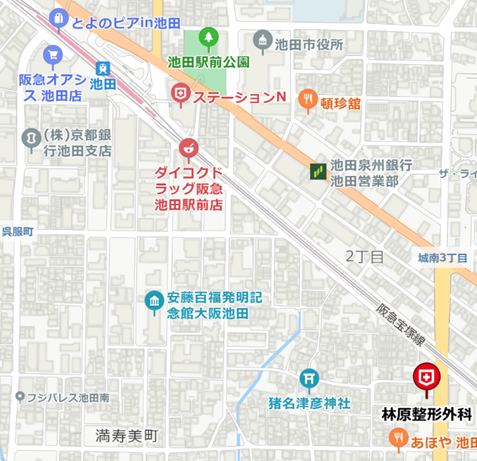 とよのピアin池田
池田市役所
池田駅前公園
阪急オアシ
ス 池田店
池田
ステーションN
頓珍舘
(株)京都銀
行池田支店
ダイコクド
ラッグ阪急
池田駅前店
池田泉州銀行
池田営業部
ザ・ライ
呉服町
2丁目
城南3丁目
安藤百福発明記
念館大阪池田
阪急宝塚線
猪名津彦神社
フジパレス池田南
林原整形外科
満寿美町
あほや 池田